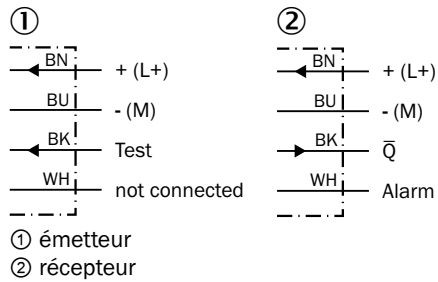 ① ②
BN + (L+)
BU - (M)
BK Test
WH not connected
BN + (L+)
BU - (M)
BK Q̅
WH Alarm
① émetteur
② récepteur